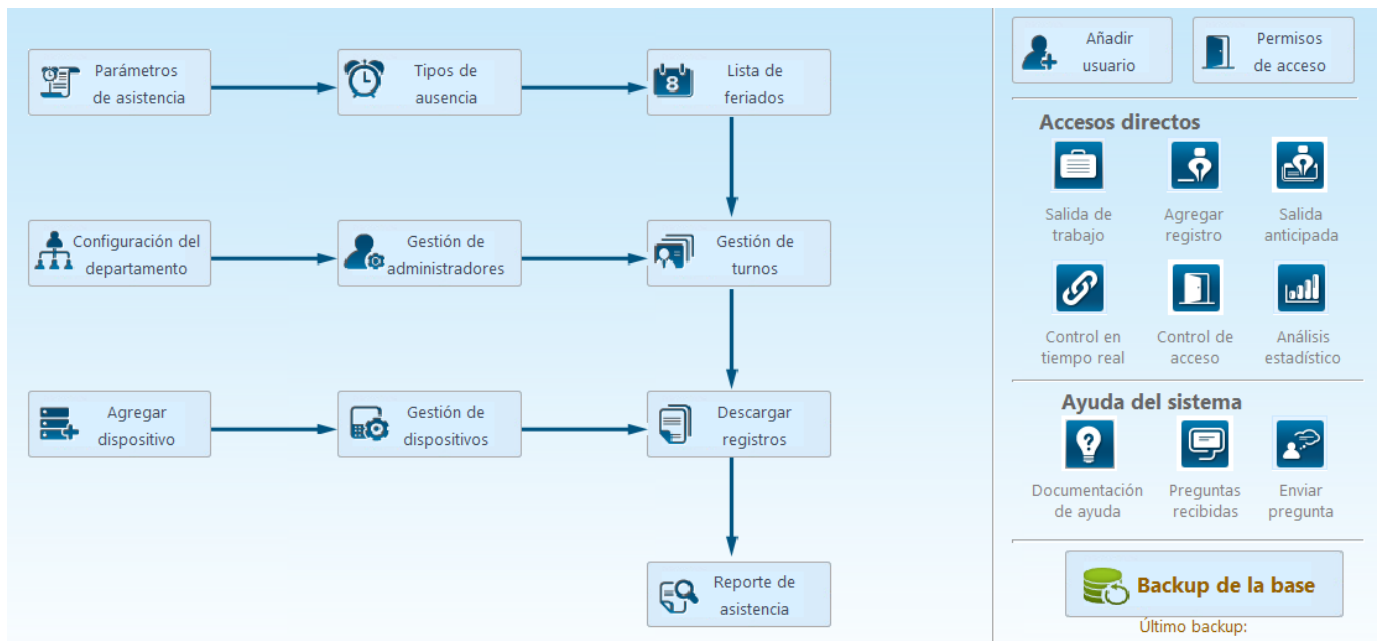 Parámetros
de asistencia
Tipos de
ausencia
8
Lista de
feriados
Configuración del
departamento
Gestión de
administradores
Gestión de
turnos
Agregar
dispositivo
Gestión de
dispositivos
Descargar
registros
Reporte de
asistencia
Añadir
usuario
Permisos
de acceso
Accesos directos
Salida de
trabajo
Agregar
registro
Salida
anticipada
Control en
tiempo real
Control de
acceso
Análisis
estadístico
Ayuda del sistema
?
Documentación
de ayuda
Preguntas
recibidas
Enviar
pregunta
Backup de la base
Último backup: